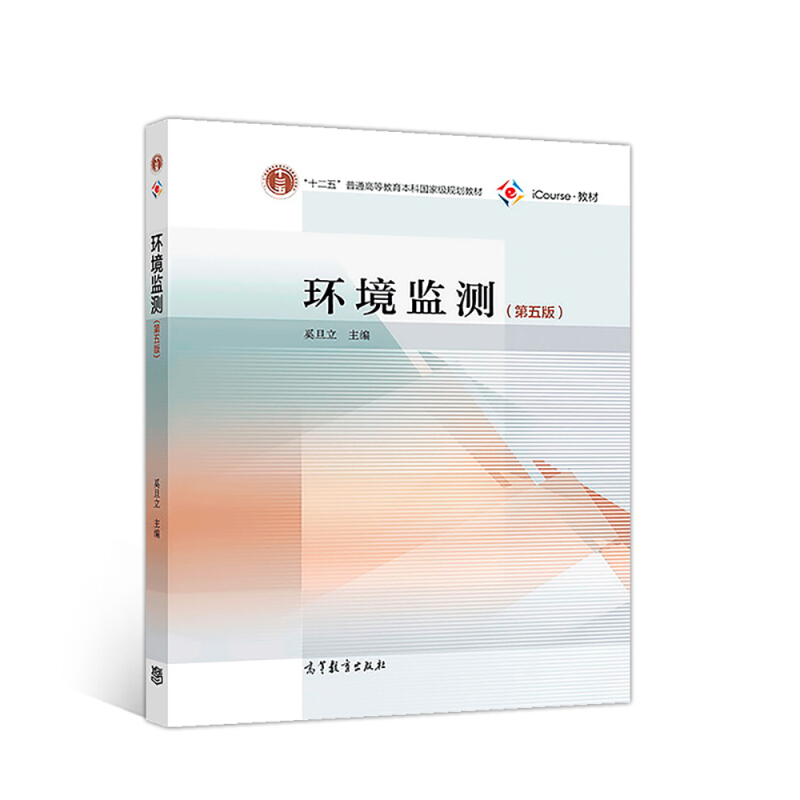 "十二五"普通高等教育本科国家级规划教材
iCourse·教材
环境监测(第五版)
奚旦立 主编
高等教育出版社
环境监测(第五版)
奚旦立 主编